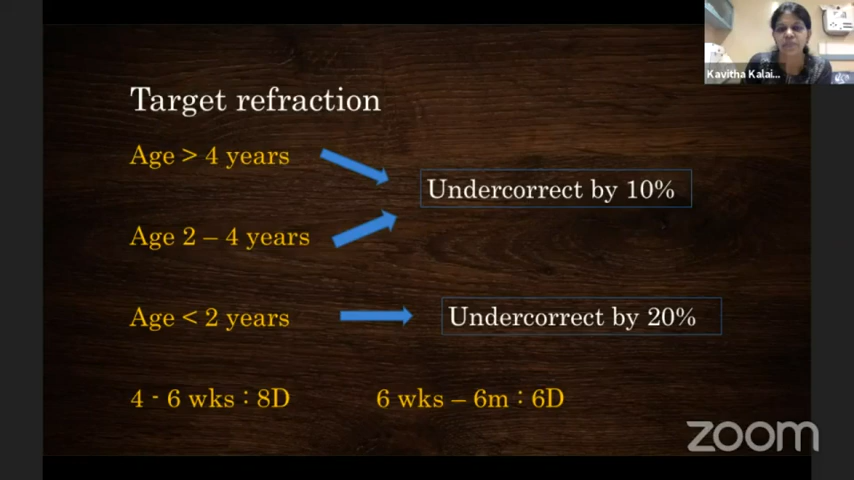 Kavitha Kalai...
Target refraction
Age > 4 years
Undercorrect by 10%
Age 2 – 4 years
Age < 2 years
Undercorrect by 20%
4 - 6 wks : 8D 6 wks – 6m : 6D
zoom